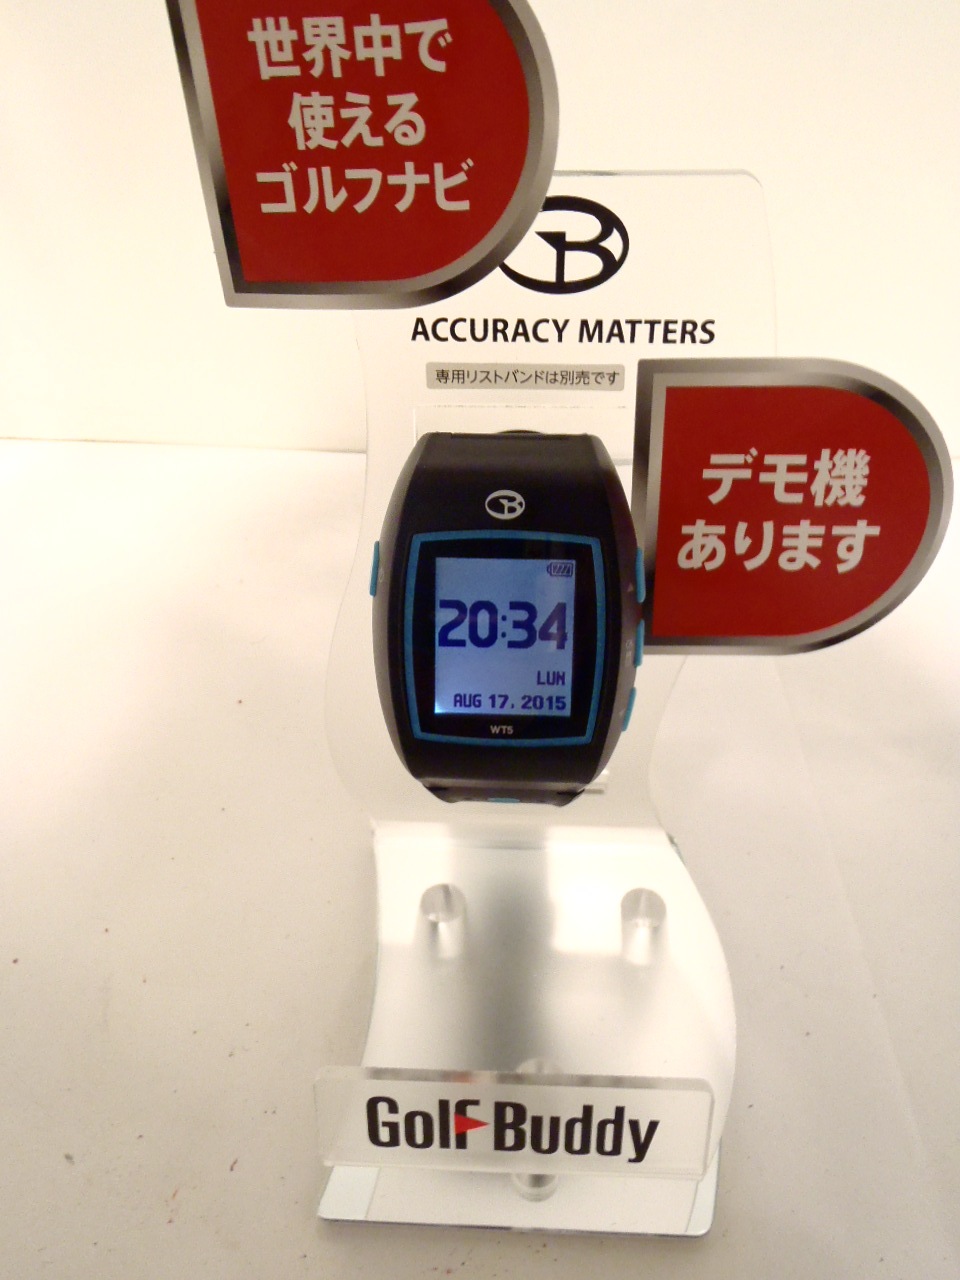 世界中で
使える
ゴルフナビ
GB
ACCURACY MATTERS
専用リストバンドは別売です
デモ機
あります
GB
20:34
LUN
AUG 17, 2015
WT5
Golf Buddy